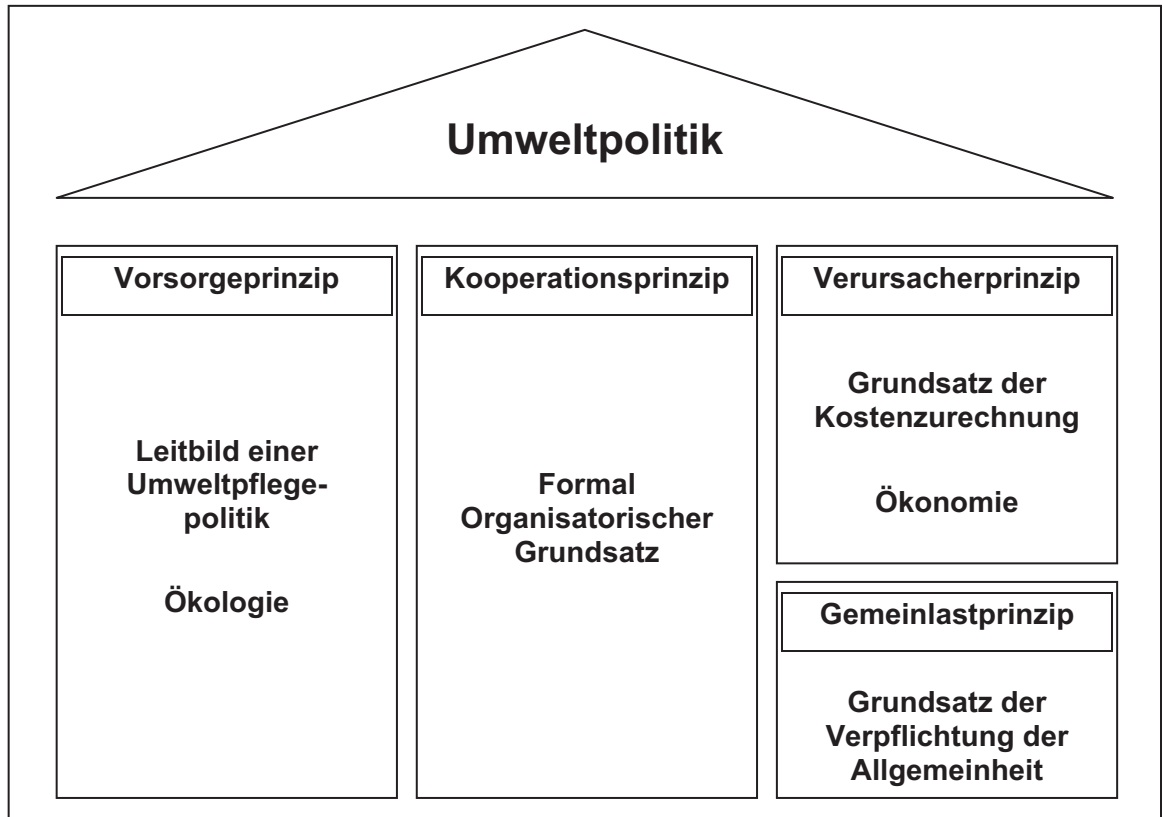 Umweltpolitik
Vorsorgeprinzip
Leitbild einer
Umweltpflege-
politik
Ökologie
Kooperationsprinzip
Formal
Organisatorischer
Grundsatz
Verursacherprinzip
Grundsatz der
Kostenzurechnung
Ökonomie
Gemeinlastprinzip
Grundsatz der
Verpflichtung der
Allgemeinheit